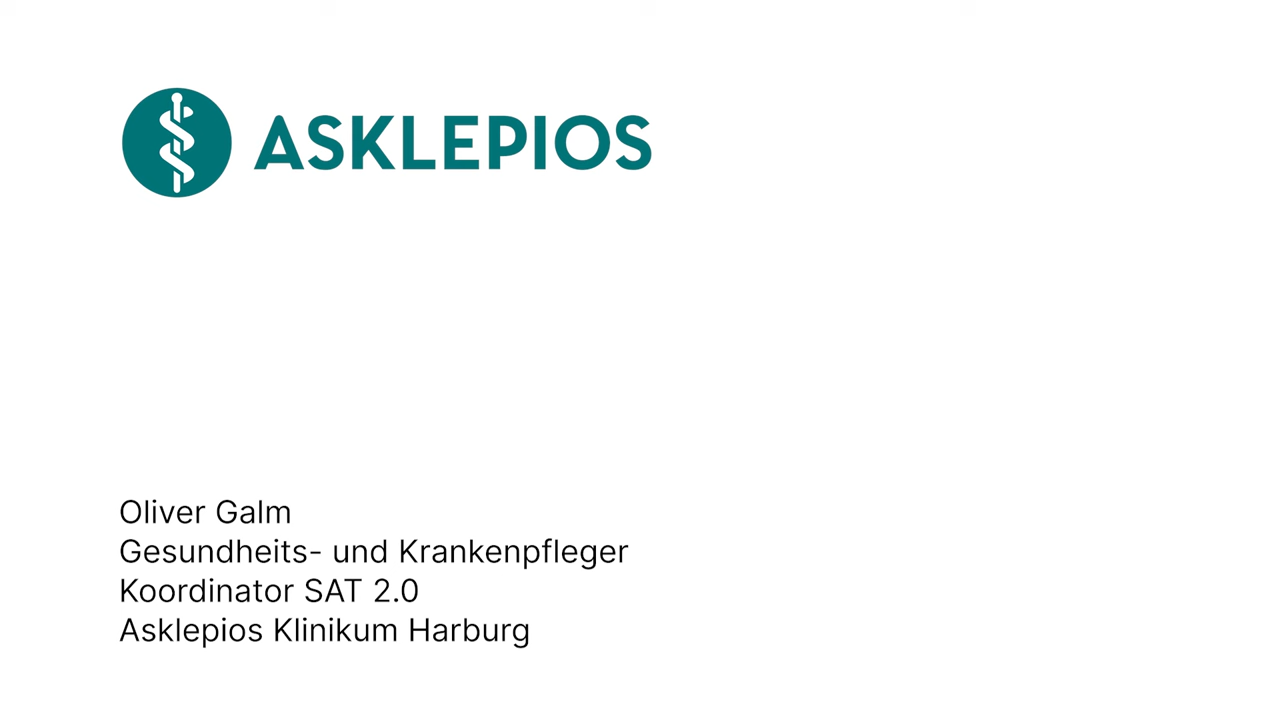 ASKLEPIOS
Oliver Galm
Gesundheits- und Krankenpfleger
Koordinator SAT 2.0
Asklepios Klinikum Harburg